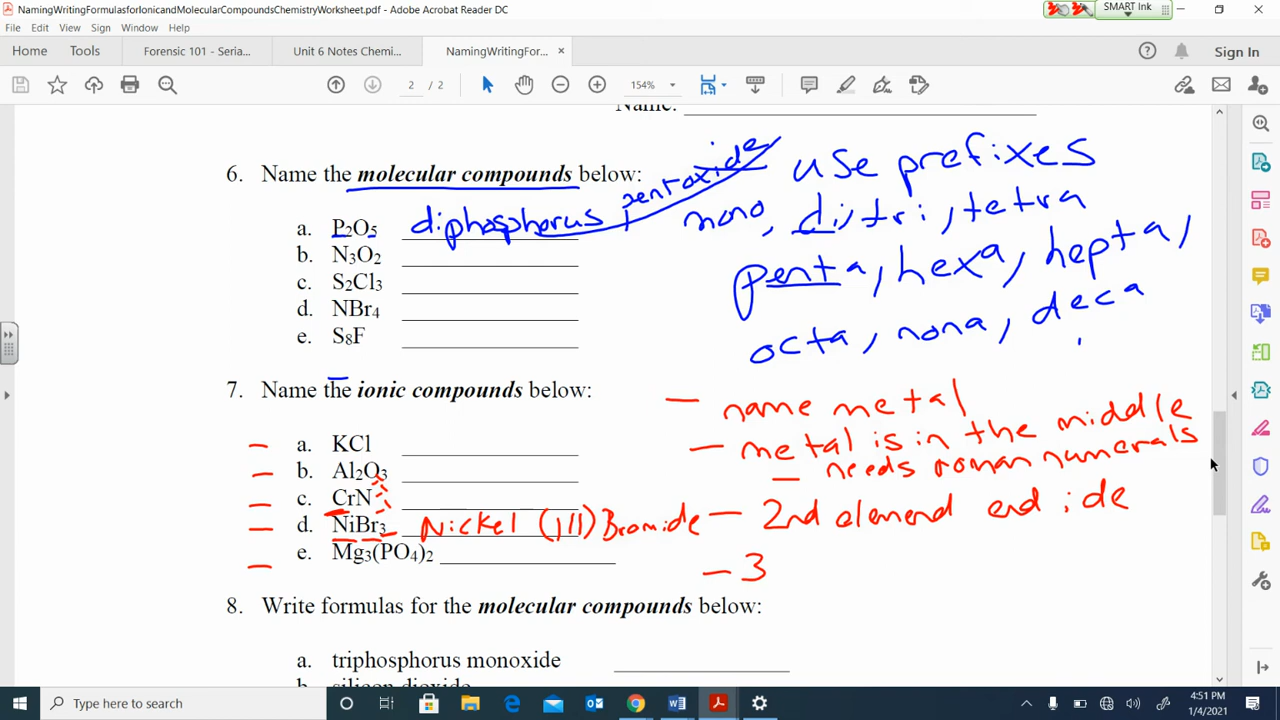 NamingWritingFormulasforIonicandMolecularCompoundsChemistryWorksheet.pdf - Adobe Acrobat Reader DC
SMART Ink
File Edit View Sign Window Help
Home Tools Forensic 101 - Seria... Unit 6 Notes Chemi... NamingWritingFor... × Sign In
2 / 2 154%
Name:
6. Name the molecular compounds below:
use prefixes
a. P2O5 diphosphorus pentoxide
mono, di, tri, tetra
b. N3O2
penta, hexa, hepta,
c. S2Cl3
d. NBr4
octa, nona, deca
e. S8F
7. Name the ionic compounds below:
- name metal
a. KCl
- metal is in the middle
b. Al2O3
- needs roman numerals
c. CrN
- 2nd elemend end ide
d. NiBr3 - Nickel (III) Bromide
e. Mg3(PO4)2
- 3
8. Write formulas for the molecular compounds below:
a. triphosphorus monoxide
b. silicon dioxide
Type here to search
4:51 PM
1/4/2021